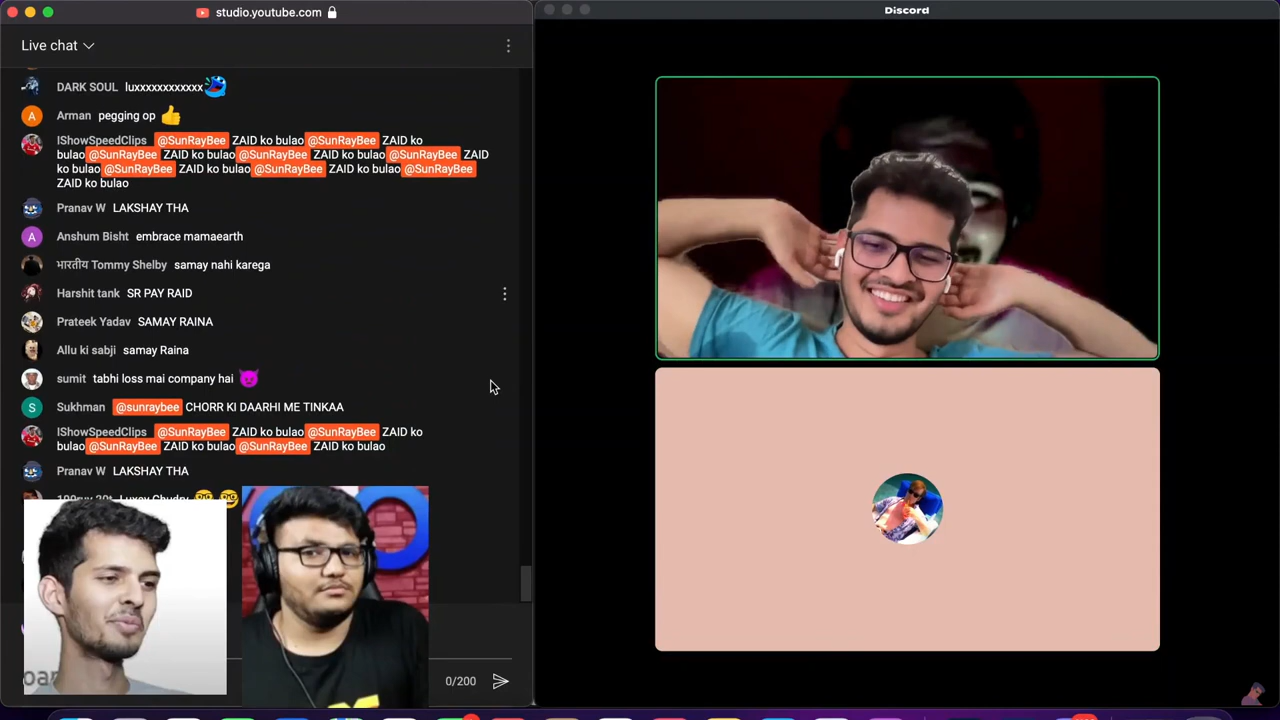 studio.youtube.com
Discord
Live chat
DARK SOUL luxxxxxxxxxxxx
A Arman pegging op
IShowSpeedClips @SunRayBee ZAID ko bulao@SunRayBee ZAID ko
bulao@SunRayBee ZAID ko bulao@SunRayBee ZAID ko bulao@SunRayBee ZAID
ko bulao@SunRayBee ZAID ko bulao@SunRayBee ZAID ko bulao@SunRayBee
ZAID ko bulao
Pranav W LAKSHAY THA
A Anshum Bisht embrace mamaearth
भारतीय Tommy Shelby samay nahi karega
Harshit tank SR PAY RAID
Prateek Yadav SAMAY RAINA
Allu ki sabji samay Raina
sumit tabhi loss mai company hai
S Sukhman @sunraybee CHORR KI DAARHI ME TINKAA
IShowSpeedClips @SunRayBee ZAID ko bulao@SunRayBee ZAID ko
bulao@SunRayBee ZAID ko bulao@SunRayBee ZAID ko bulao
Pranav W LAKSHAY THA
0/200